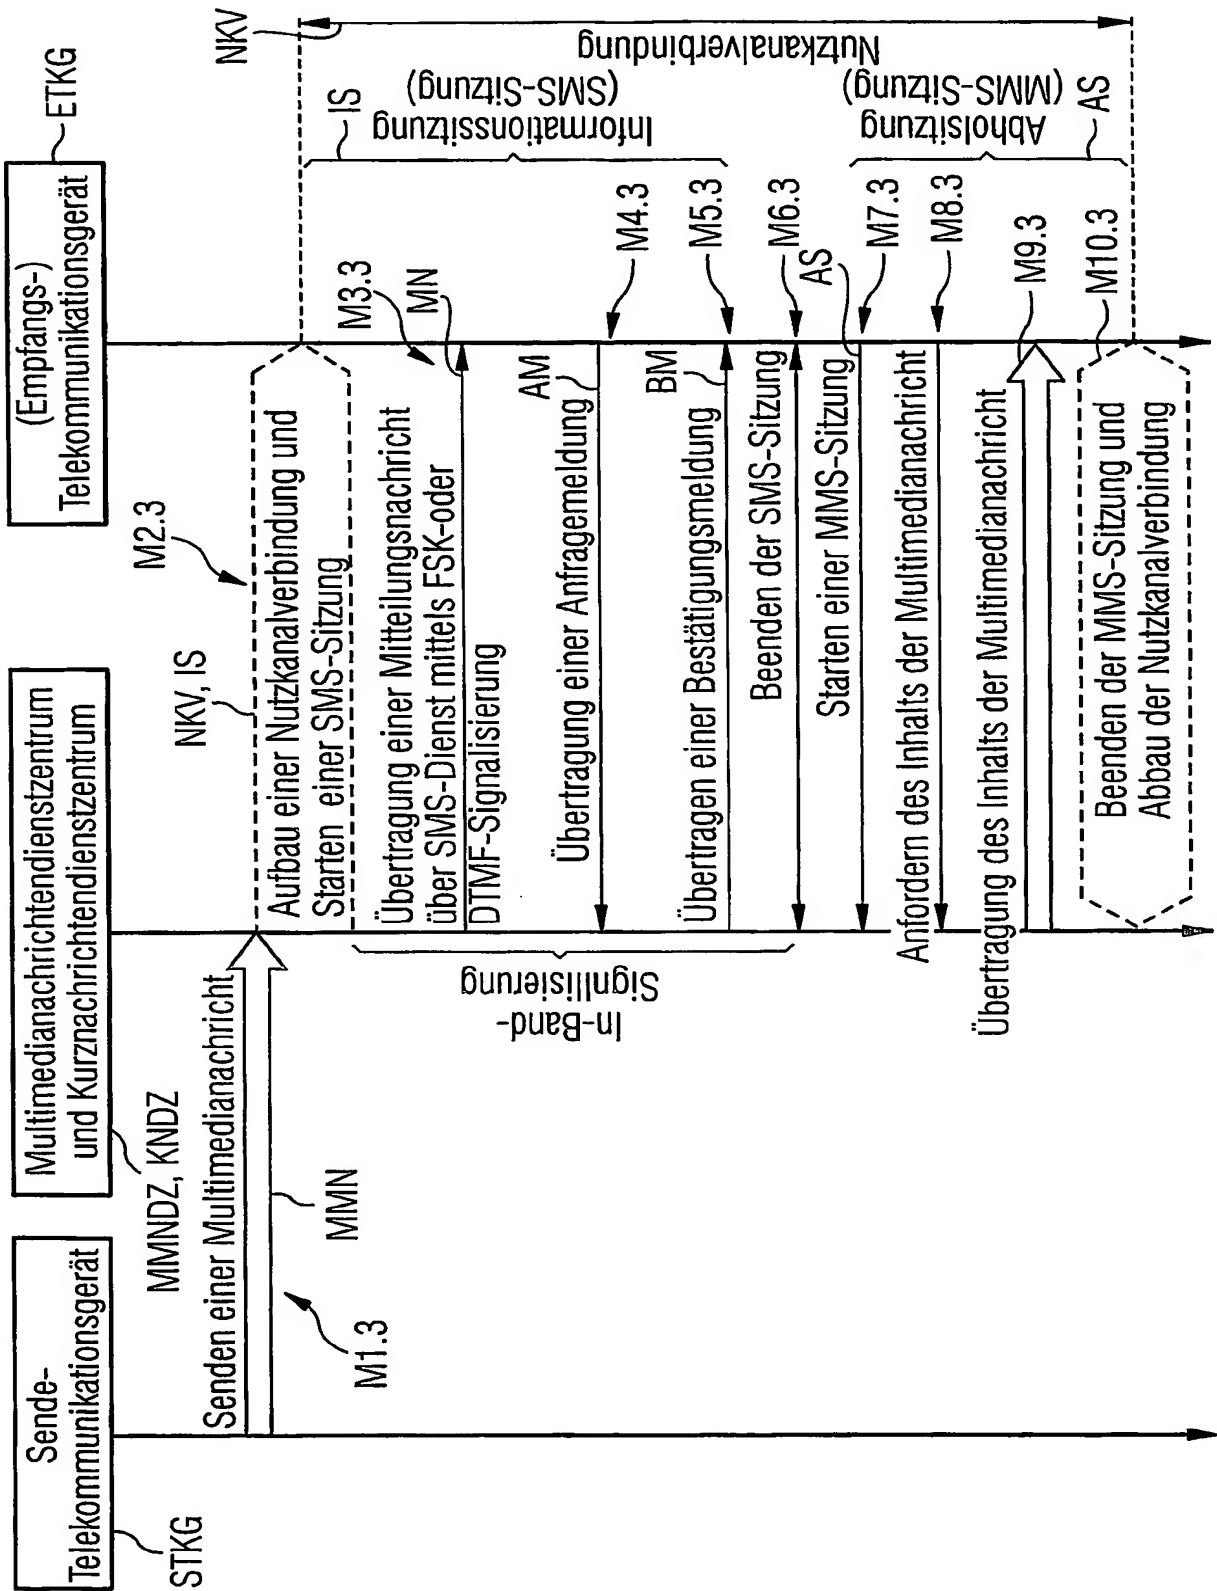 Sende-
Telekommunikationsgerät
STKG
Multimedianachrichtendienstzentrum
und Kurznachrichtendienstzentrum
MMNDZ, KNDZ
(Empfangs-)
Telekommunikationsgerät
ETKG
Senden einer Multimedianachricht
MMN
M1.3
NKV, IS
M2.3
Aufbau einer Nutzkanalverbindung und
Starten einer SMS-Sitzung
Übertragung einer Mitteilungsnachricht
über SMS-Dienst mittels FSK-oder
DTMF-Signalisierung
M3.3
MN
Übertragung einer Anfragemeldung
AM
M4.3
Übertragen einer Bestätigungsmeldung
BM
M5.3
Beenden der SMS-Sitzung
M6.3
Starten einer MMS-Sitzung
AS
M7.3
Anfordern des Inhalts der Multimedianachricht
M8.3
Übertragung des Inhalts der Multimedianachricht
M9.3
Beenden der MMS-Sitzung und
Abbau der Nutzkanalverbindung
M10.3
In-Band-
Signllisierung
Informationssitzung
(SMS-Sitzung)
IS
Abholsitzung
(MMS-Sitzung)
AS
Nutzkanalverbindung
NKV